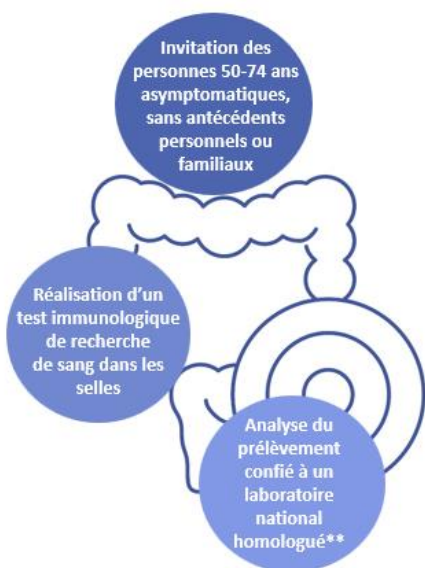 Invitation des
personnes 50-74 ans
asymptomatiques,
sans antécédents
personnels ou
familiaux
Réalisation d'un
test immunologique
de recherche
de sang dans les
selles
Analyse du
prélèvement
confié à un
laboratoire
national
homologué**